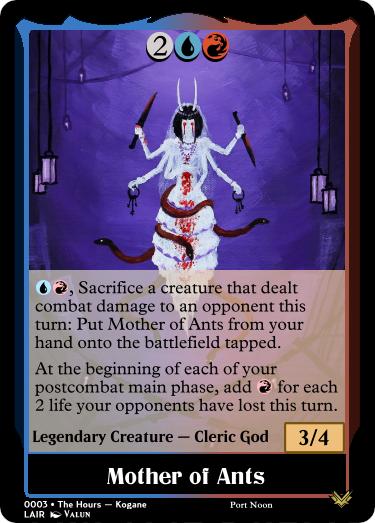 2
, Sacrifice a creature that dealt
combat damage to an opponent this
turn: Put Mother of Ants from your
hand onto the battlefield tapped.
At the beginning of each of your
postcombat main phase, add for each
2 life your opponents have lost this turn.
Legendary Creature — Cleric God 3/4
Mother of Ants
0003 • The Hours — Kogane Port Noon
LAIR Valun